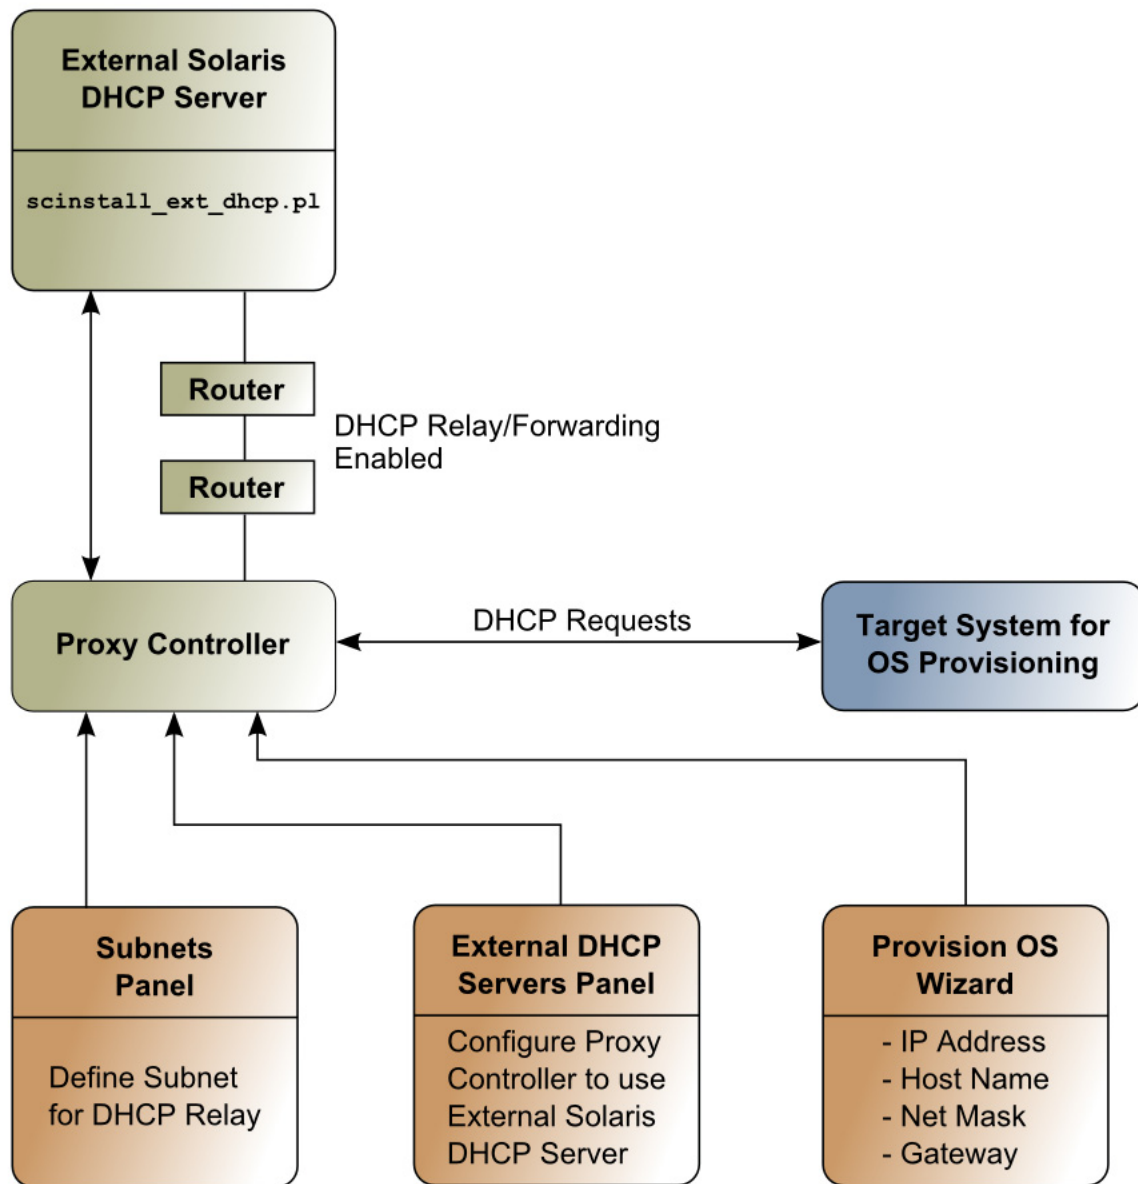 External Solaris
DHCP Server
scinstall_ext_dhcp.pl
Router
DHCP Relay/Forwarding
Enabled
Router
Proxy Controller
DHCP Requests
Target System for
OS Provisioning
Subnets
Panel
Define Subnet
for DHCP Relay
External DHCP
Servers Panel
Configure Proxy
Controller to use
External Solaris
DHCP Server
Provision OS
Wizard
- IP Address
- Host Name
- Net Mask
- Gateway